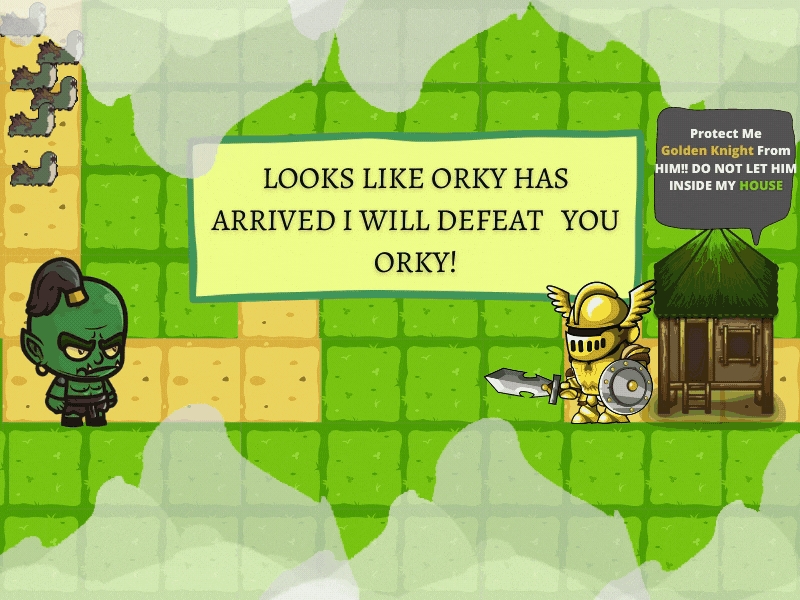 LOOKS LIKE ORKY HAS
ARRIVED I WILL DEFEAT YOU
ORKY!
Protect Me
Golden Knight From
HIM!! DO NOT LET HIM
INSIDE MY HOUSE